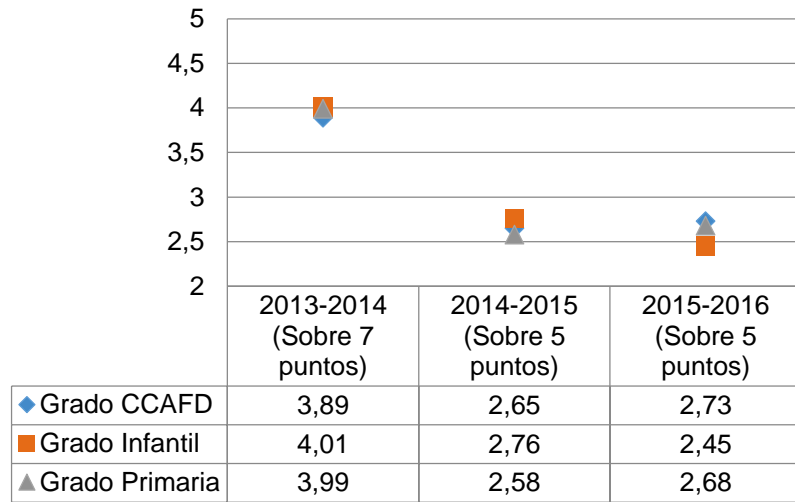 5
4,5
4
3,5
3
2,5
2
2013-2014 2014-2015 2015-2016
(Sobre 7 (Sobre 5 (Sobre 5
puntos) puntos) puntos)
Grado CCAFD 3,89 2,65 2,73
Grado Infantil 4,01 2,76 2,45
Grado Primaria 3,99 2,58 2,68